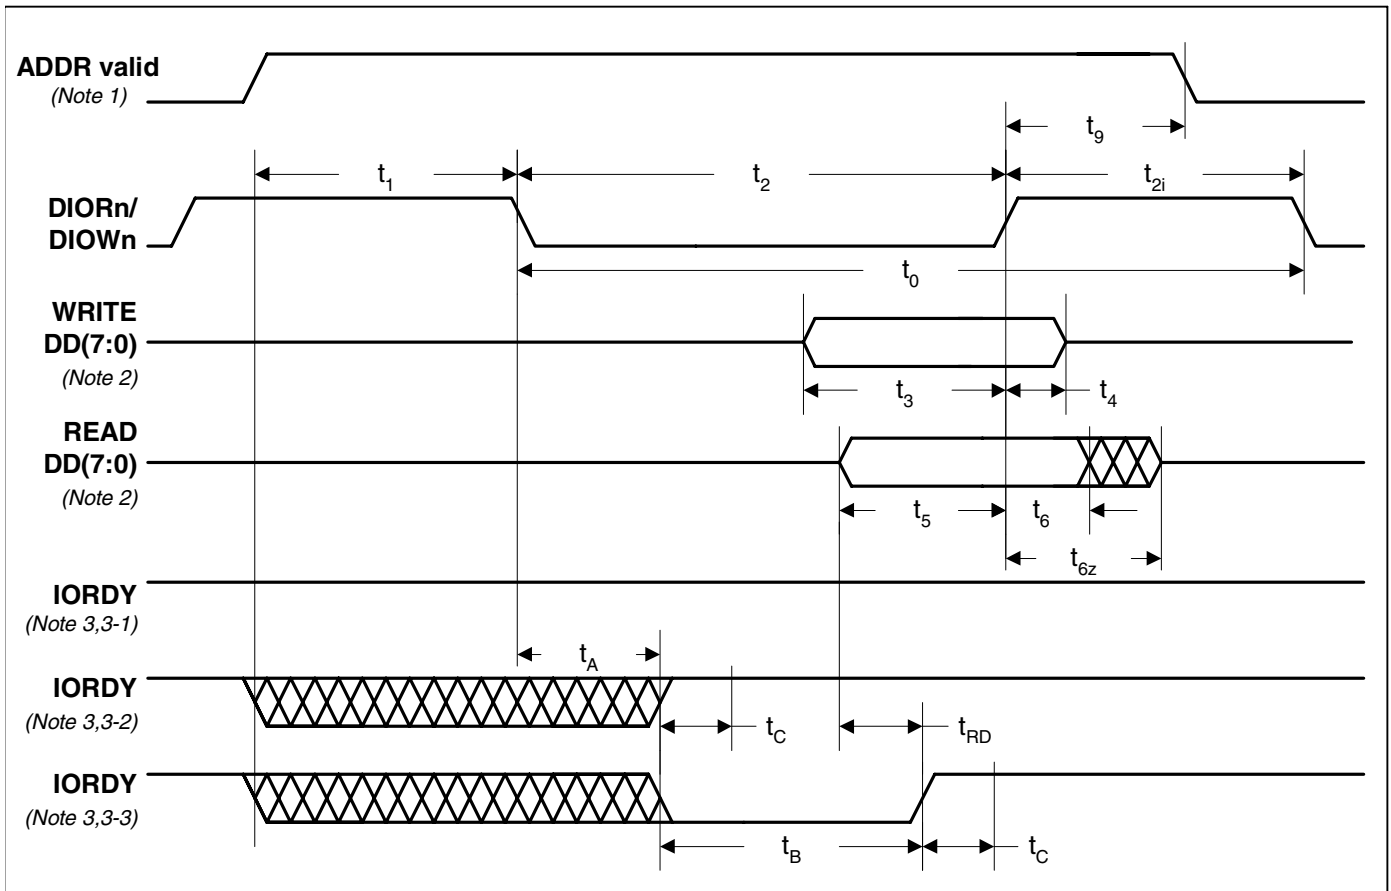 ADDR valid
(Note 1)
t9
t1
t2
t2i
DIORn/
DIOWn
t0
WRITE
DD(7:0)
(Note 2)
t3
t4
READ
DD(7:0)
(Note 2)
t5
t6
t6z
IORDY
(Note 3,3-1)
tA
IORDY
(Note 3,3-2)
tC
tRD
IORDY
(Note 3,3-3)
tB
tC